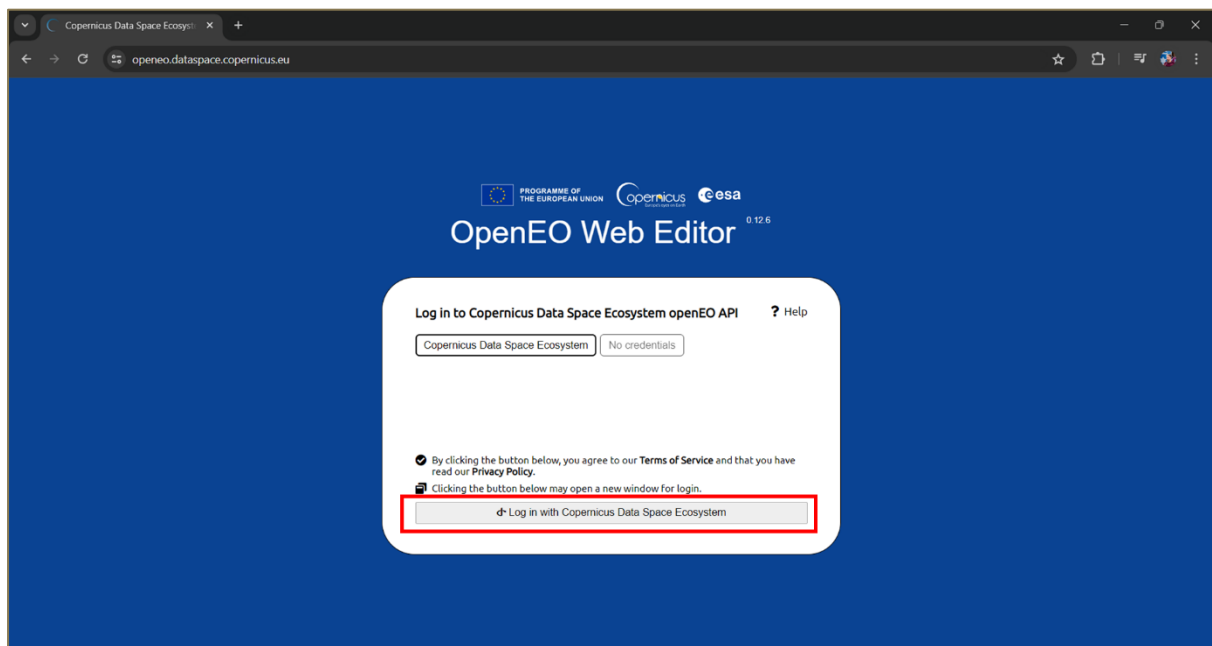 Copernicus Data Space Ecosyst
openeo.dataspace.copernicus.eu
PROGRAMME OF
THE EUROPEAN UNION
opernicus
esa
OpenEO Web Editor 0.12.6
Log in to Copernicus Data Space Ecosystem openEO API
? Help
Copernicus Data Space Ecosystem
No credentials
By clicking the button below, you agree to our Terms of Service and that you have
read our Privacy Policy.
Clicking the button below may open a new window for login.
Log in with Copernicus Data Space Ecosystem